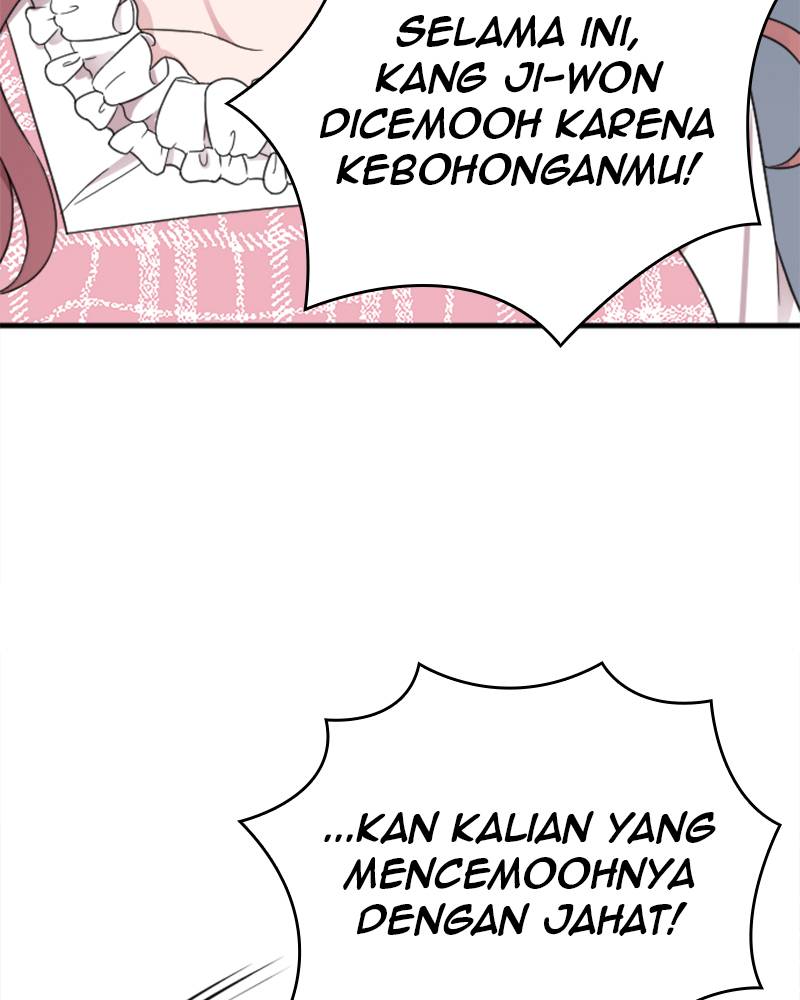 SELAMA INI,
KANG JI-WON
DICEMOOH KARENA
KEBOHONGANMU!
...KAN KALIAN YANG
MENCEMOOHNYA
DENGAN JAHAT!